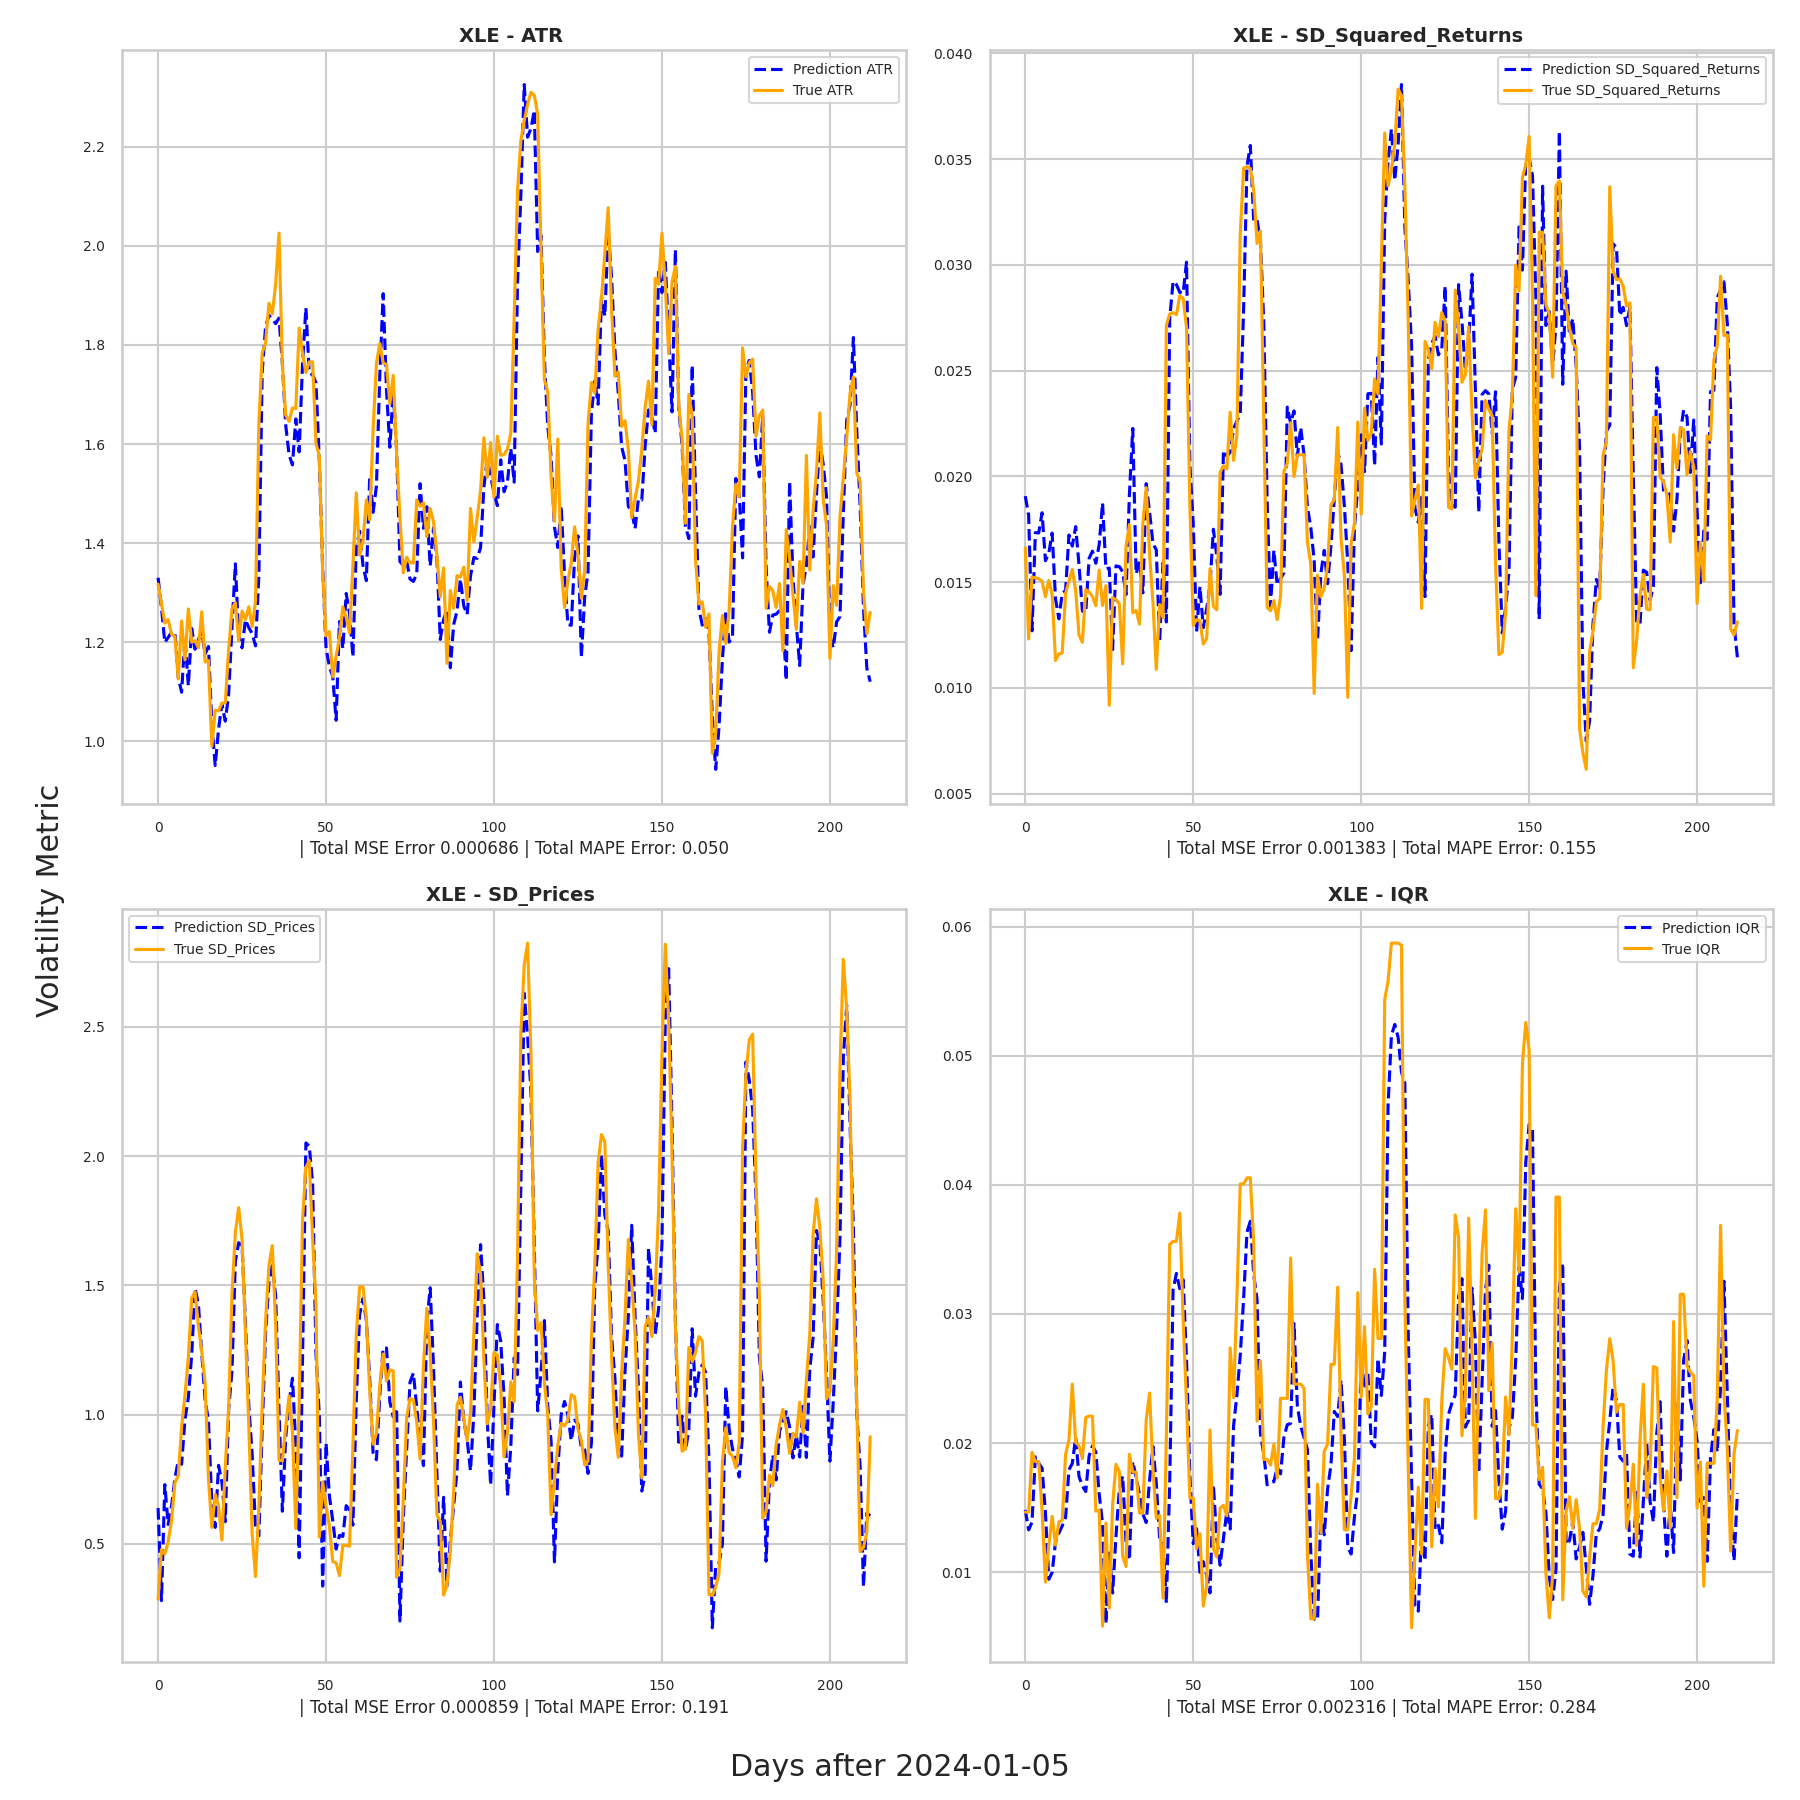 XLE - ATR
Prediction ATR
True ATR
2.2
2.0
1.8
1.6
1.4
1.2
1.0
0 50 100 150 200
| Total MSE Error 0.000686 | Total MAPE Error: 0.050
XLE - SD_Squared_Returns
Prediction SD_Squared_Returns
True SD_Squared_Returns
0.040
0.035
0.030
0.025
0.020
0.015
0.010
0.005
0 50 100 150 200
| Total MSE Error 0.001383 | Total MAPE Error: 0.155
Volatility Metric
XLE - SD_Prices
Prediction SD_Prices
True SD_Prices
2.5
2.0
1.5
1.0
0.5
0 50 100 150 200
| Total MSE Error 0.000859 | Total MAPE Error: 0.191
XLE - IQR
Prediction IQR
True IQR
0.06
0.05
0.04
0.03
0.02
0.01
0 50 100 150 200
| Total MSE Error 0.002316 | Total MAPE Error: 0.284
Days after 2024-01-05